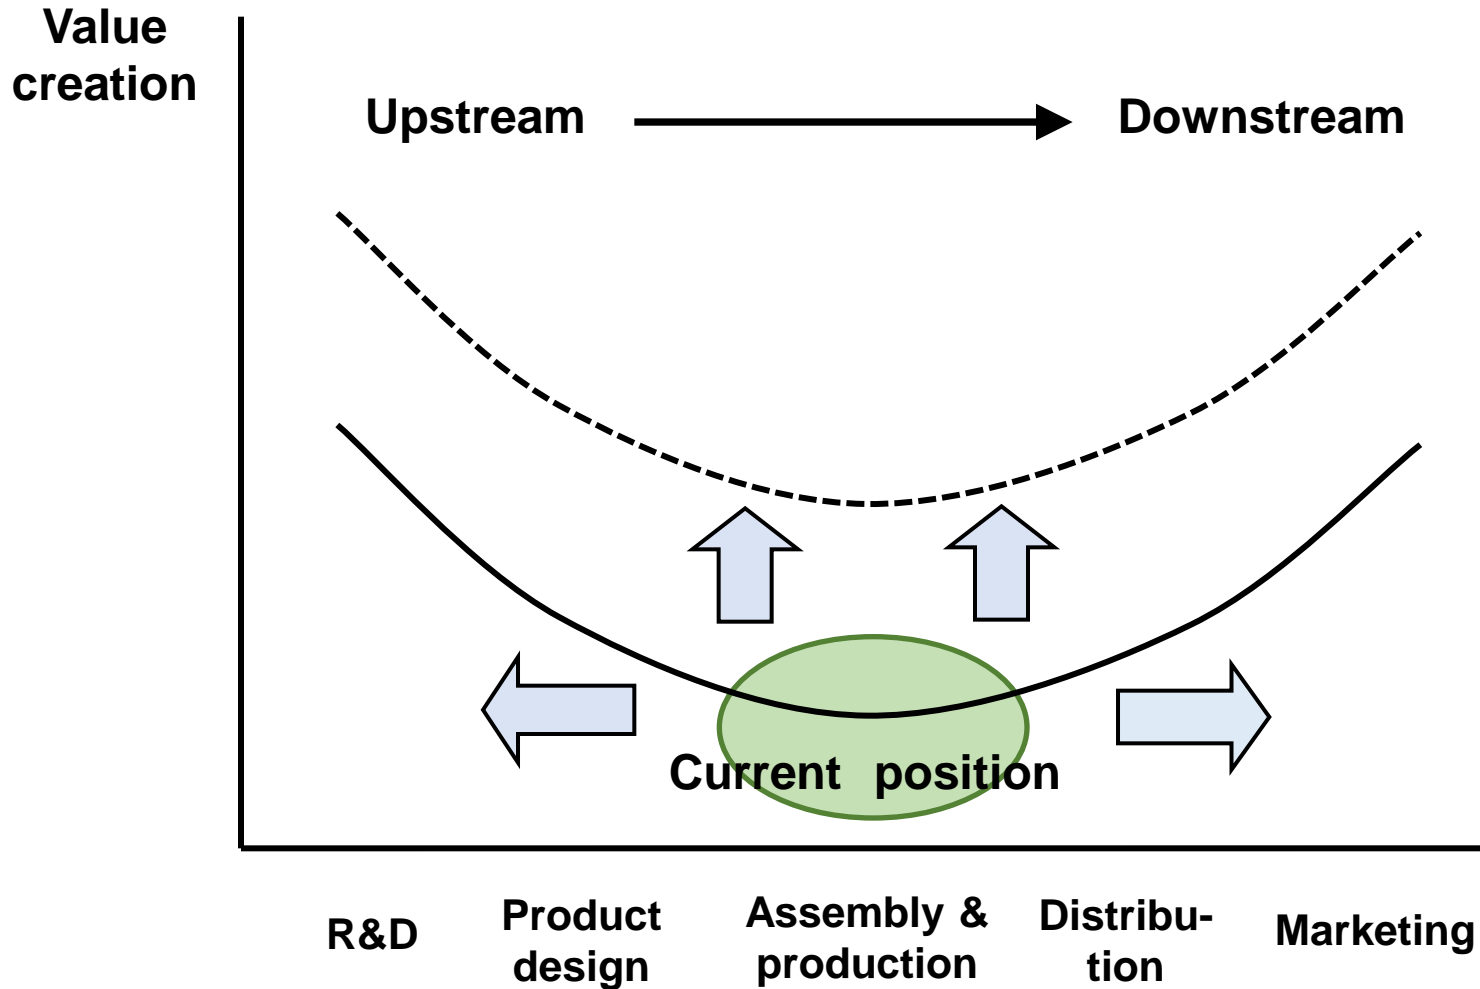 Value
creation
Upstream
Downstream
Current position
R&D
Product
design
Assembly &
production
Distribu-
tion
Marketing